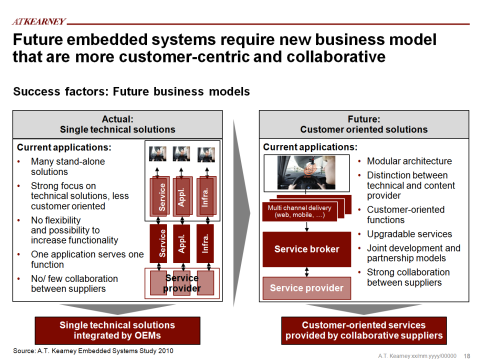 ATKEARNEY
Future embedded systems require new business model
that are more customer-centric and collaborative
Success factors: Future business models
Actual:
Single technical solutions
Current applications:
• Many stand-alone
solutions
• Strong focus on
technical solutions, less
customer oriented
• No flexibility
and possibility to
increase functionality
• One application serves one
function
• No/ few collaboration
between suppliers
Service
Appl.
Infra.
Service
Appl.
Infra.
Service
provider
Single technical solutions
integrated by OEMs
Future:
Customer oriented solutions
Current applications:
Multi channel delivery
(web, mobile, …)
Service broker
Service provider
• Modular architecture
• Distinction between
technical and content
provider
• Customer-oriented
functions
• Upgradable services
• Joint development and
partnership models
• Strong collaboration
between suppliers
Customer-oriented services
provided by collaborative suppliers
Source: A.T. Kearney Embedded Systems Study 2010
A.T. Kearney 18